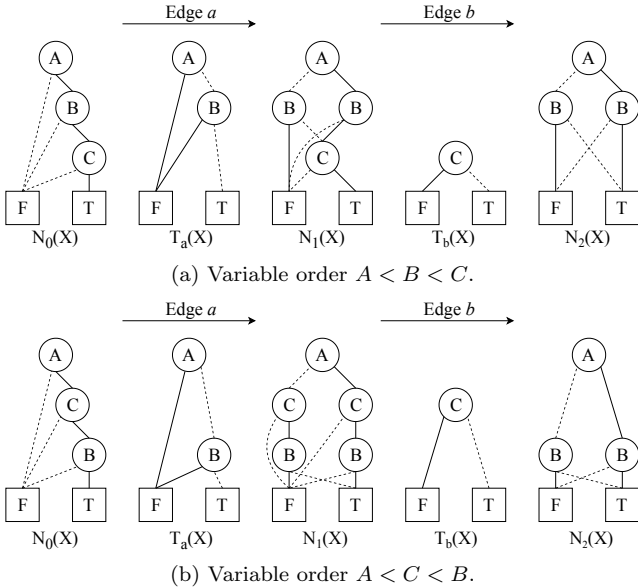 Edge a Edge b
A A A A
B B B B B B
C C C
F T F T F T F T F T
N0(X) Ta(X) N1(X) Tb(X) N2(X)
(a) Variable order A < B < C.
Edge a Edge b
A A A A
C C C C
B B B B B B
F T F T F T F T F T
N0(X) Ta(X) N1(X) Tb(X) N2(X)
(b) Variable order A < C < B.